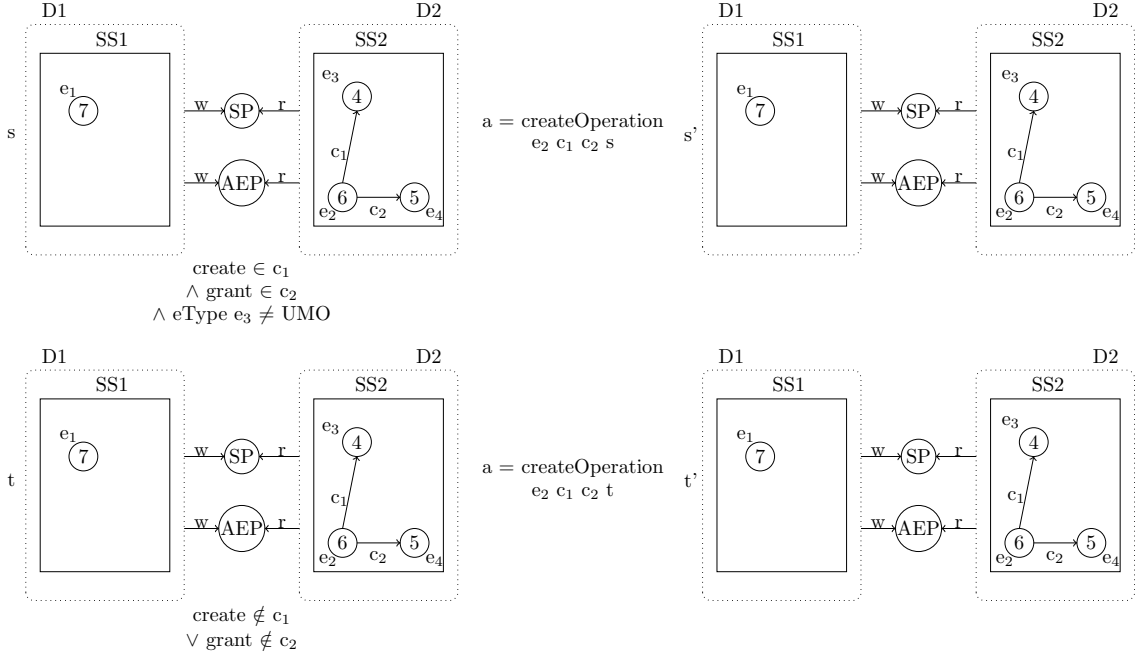 D1 D2 D1 D2
SS1 SS2 SS1 SS2
e₃ e₃
e₁ 4 e₁ 4
7 w SP r 7 w SP r
a = createOperation
s e₂ c₁ c₂ s s'
c₁ c₁
w AEP r w AEP r
6 5 6 5
e₂ c₂ e₄ e₂ c₂ e₄
create ∈ c₁
∧ grant ∈ c₂
∧ eType e₃ ≠ UMO
D1 D2 D1 D2
SS1 SS2 SS1 SS2
e₃ e₃
e₁ 4 e₁ 4
7 w SP r 7 w SP r
a = createOperation
t e₂ c₁ c₂ t t'
c₁ c₁
w AEP r w AEP r
6 5 6 5
e₂ c₂ e₄ e₂ c₂ e₄
create ∉ c₁
∨ grant ∉ c₂